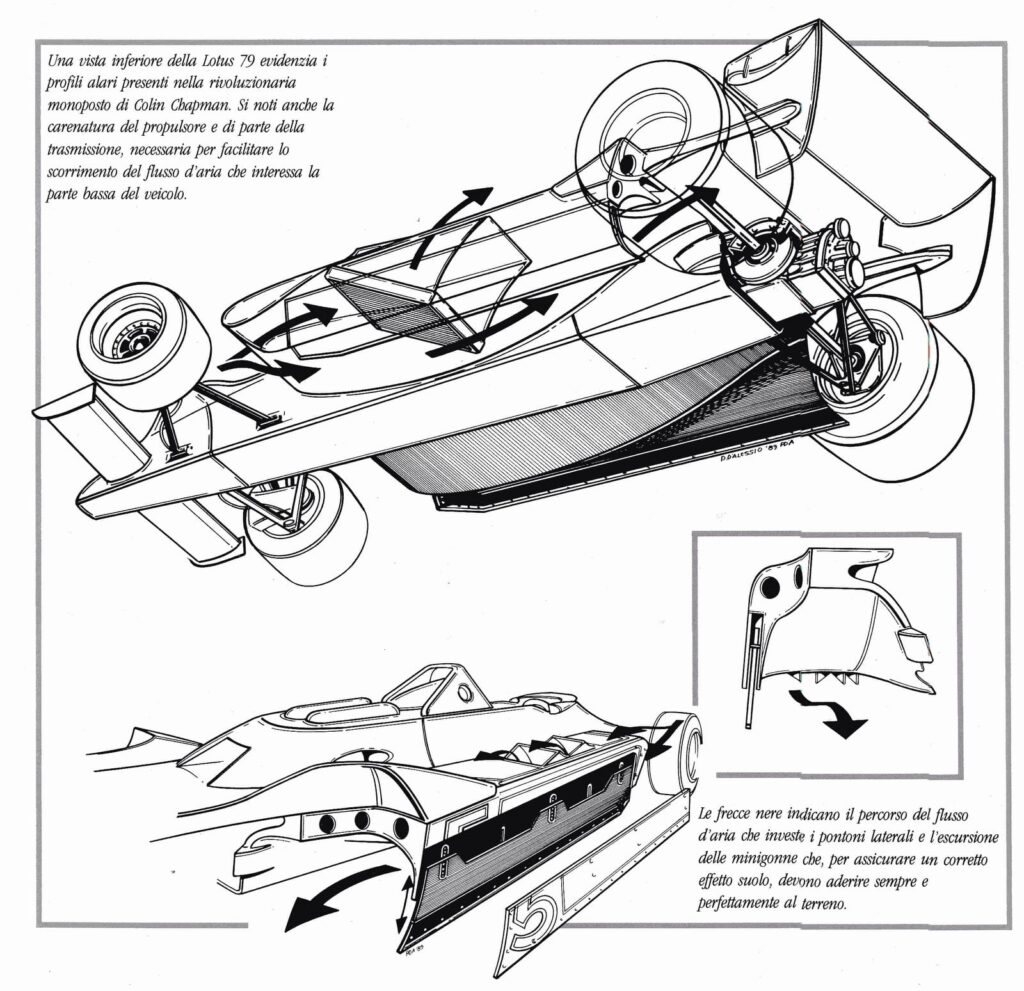 Una vista inferiore della Lotus 79 evidenzia i
profili alari presenti nella rivoluzionaria
monoposto di Colin Chapman. Si noti anche la
carenatura del propulsore e di parte della
trasmissione, necessaria per facilitare lo
scorrimento del flusso d'aria che interessa la
parte bassa del veicolo.
D.DALESSIO '83 FDA
5
FDA '83
Le frecce nere indicano il percorso del flusso
d'aria che investe i pontoni laterali e l'escursione
delle minigonne che, per assicurare un corretto
effetto suolo, devono aderire sempre e
perfettamente al terreno.